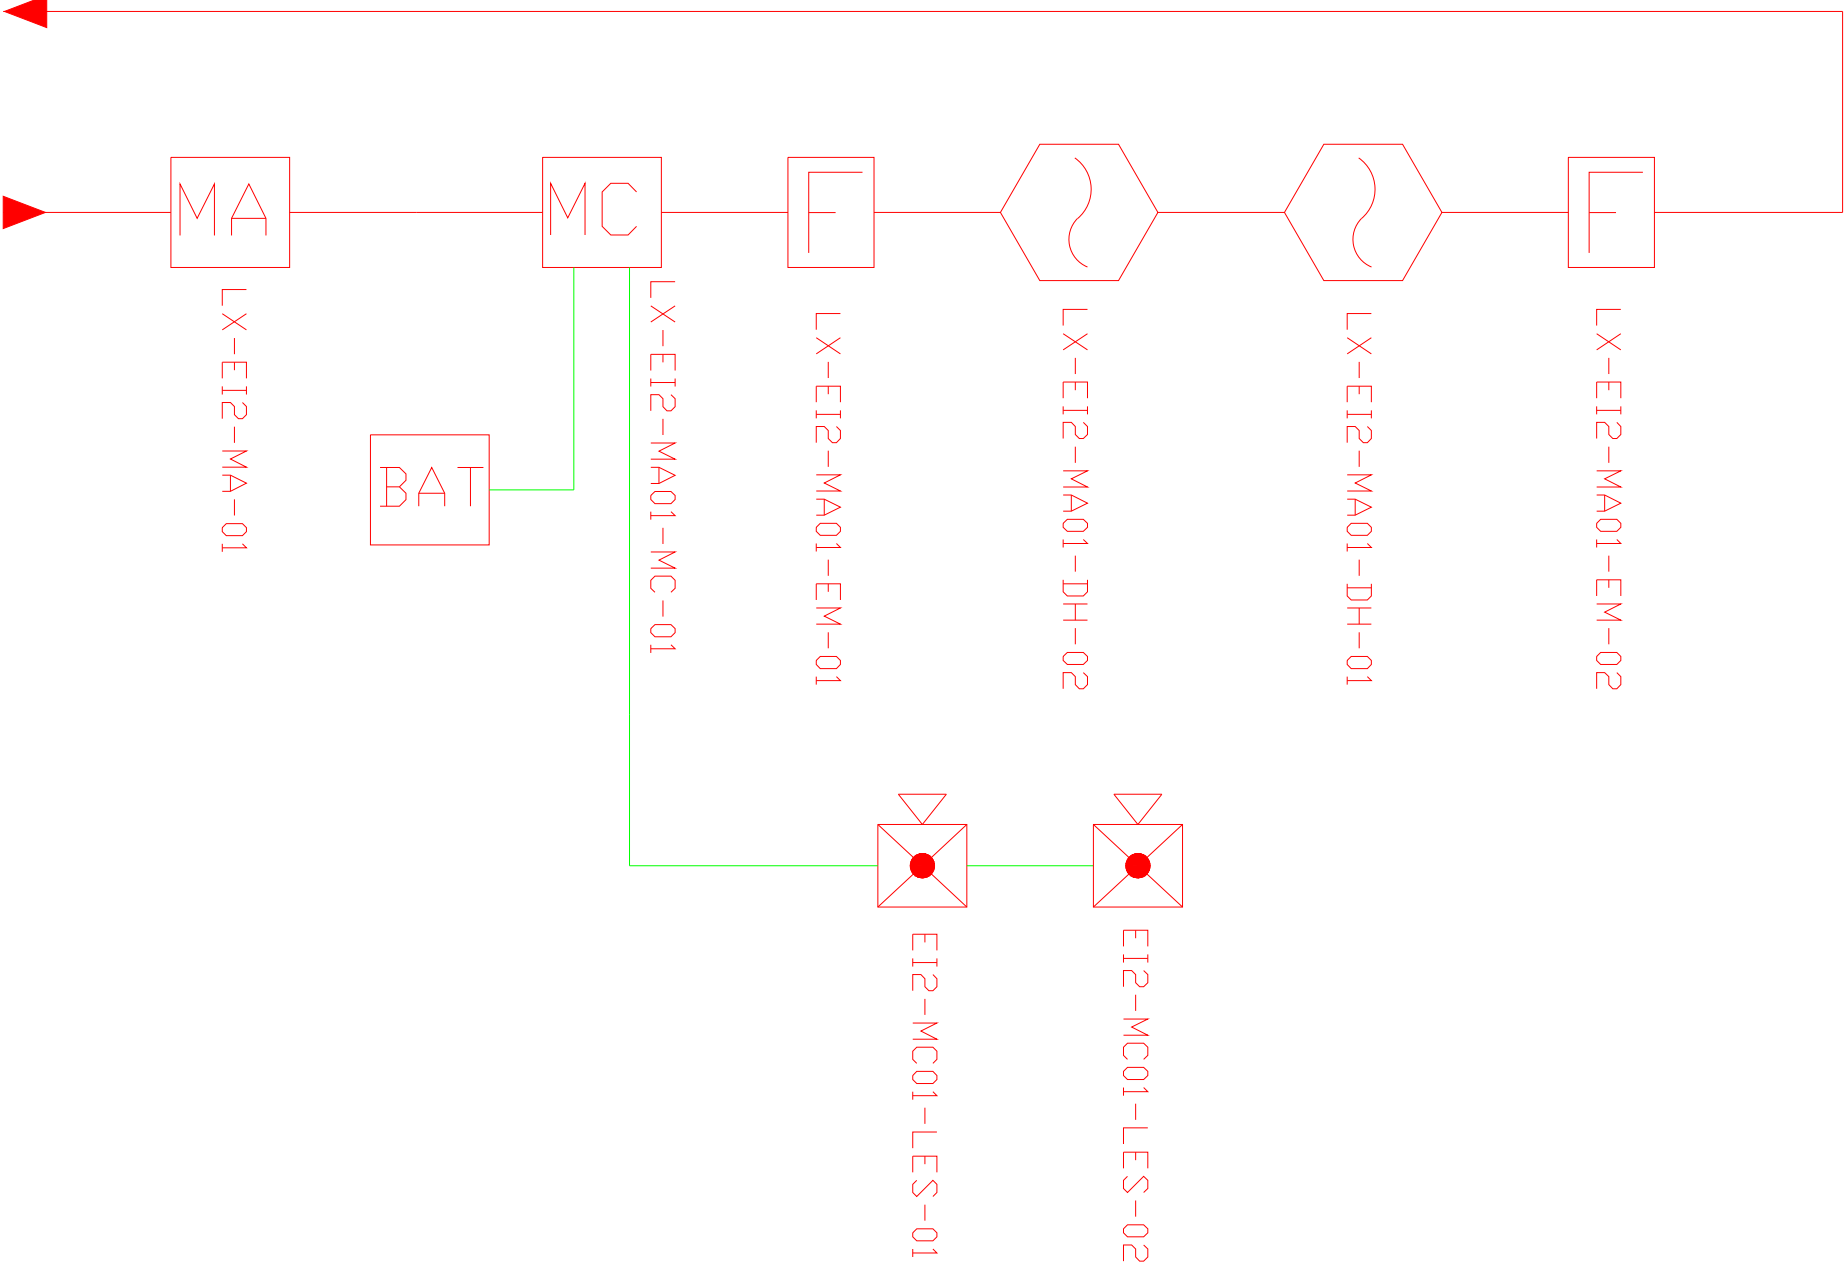 MA
MC
F
F
LX-EI2-MA-01
LX-EI2-MA01-MC-01
LX-EI2-MA01-EM-01
LX-EI2-MA01-DH-02
LX-EI2-MA01-DH-01
LX-EI2-MA01-EM-02
BAT
EI2-MC01-LES-01
EI2-MC01-LES-02